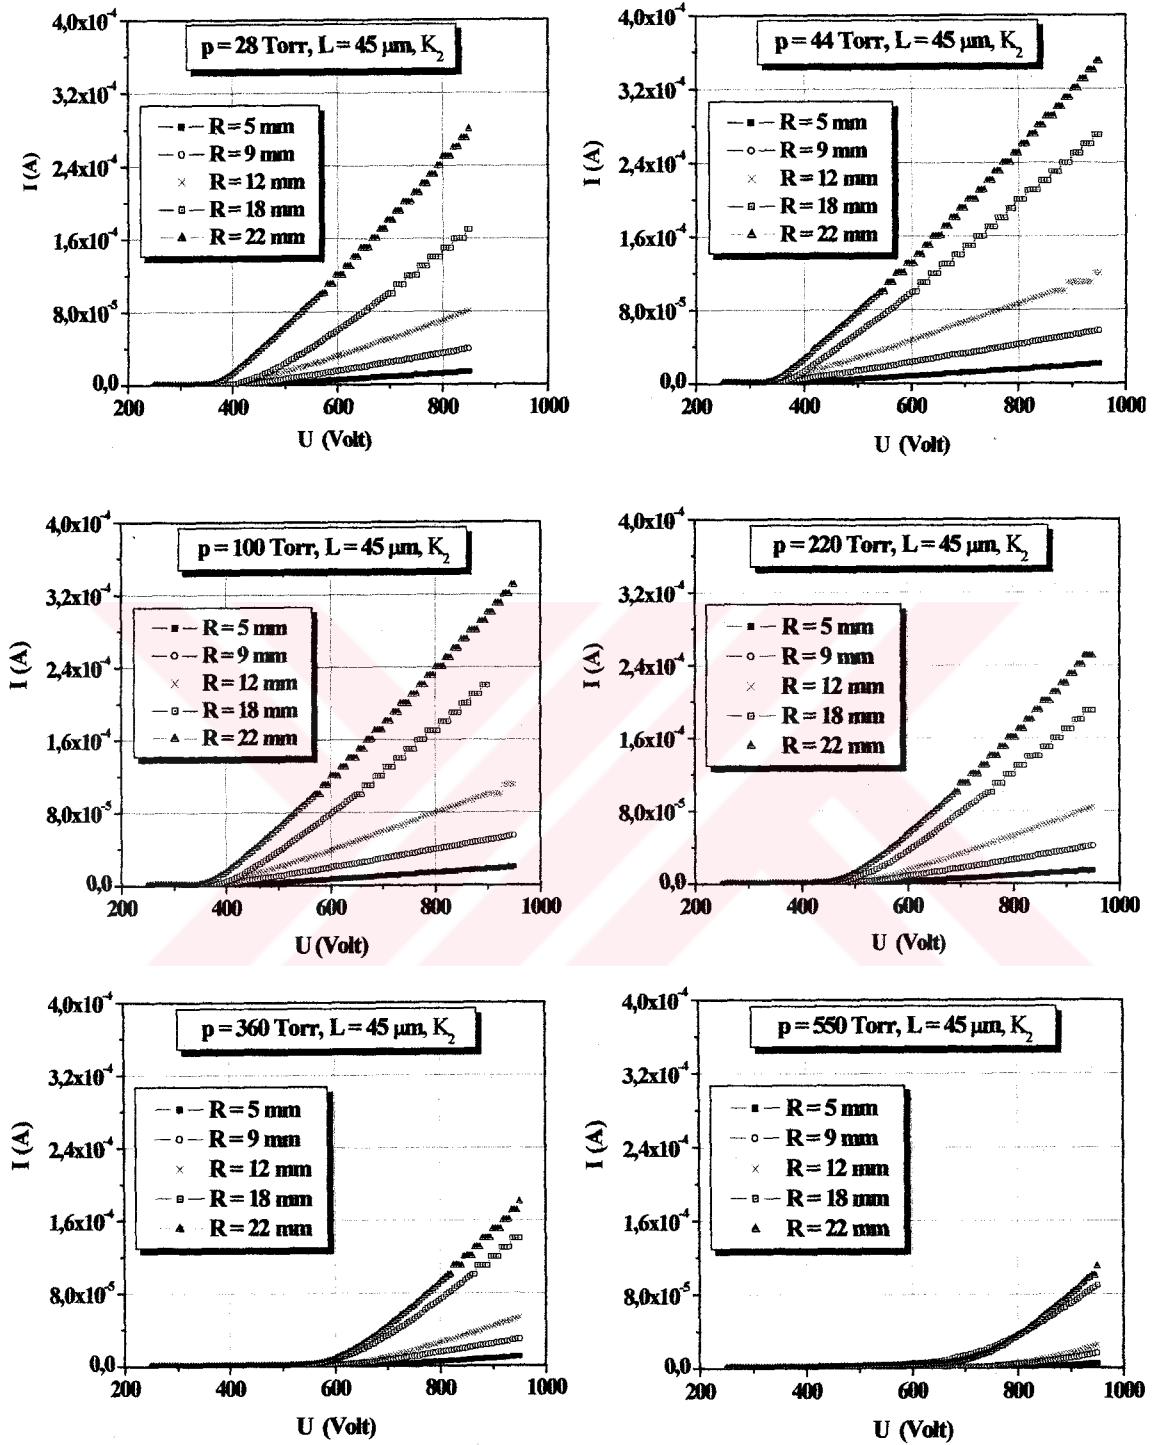 p = 28 Torr, L = 45 µm, K₂
R = 5 mm
R = 9 mm
R = 12 mm
R = 18 mm
R = 22 mm
4,0x10⁻⁴
3,2x10⁻⁴
2,4x10⁻⁴
1,6x10⁻⁴
8,0x10⁻⁵
0,0
I (A)
200 400 600 800 1000
U (Volt)
p = 44 Torr, L = 45 µm, K₂
R = 5 mm
R = 9 mm
R = 12 mm
R = 18 mm
R = 22 mm
4,0x10⁻⁴
3,2x10⁻⁴
2,4x10⁻⁴
1,6x10⁻⁴
8,0x10⁻⁵
0,0
I (A)
200 400 600 800 1000
U (Volt)
p = 100 Torr, L = 45 µm, K₂
R = 5 mm
R = 9 mm
R = 12 mm
R = 18 mm
R = 22 mm
4,0x10⁻⁴
3,2x10⁻⁴
2,4x10⁻⁴
1,6x10⁻⁴
8,0x10⁻⁵
0,0
I (A)
200 400 600 800 1000
U (Volt)
p = 220 Torr, L = 45 µm, K₂
R = 5 mm
R = 9 mm
R = 12 mm
R = 18 mm
R = 22 mm
4,0x10⁻⁴
3,2x10⁻⁴
2,4x10⁻⁴
1,6x10⁻⁴
8,0x10⁻⁵
0,0
I (A)
200 400 600 800 1000
U (Volt)
p = 360 Torr, L = 45 µm, K₂
R = 5 mm
R = 9 mm
R = 12 mm
R = 18 mm
R = 22 mm
4,0x10⁻⁴
3,2x10⁻⁴
2,4x10⁻⁴
1,6x10⁻⁴
8,0x10⁻⁵
0,0
I (A)
200 400 600 800 1000
U (Volt)
p = 550 Torr, L = 45 µm, K₂
R = 5 mm
R = 9 mm
R = 12 mm
R = 18 mm
R = 22 mm
4,0x10⁻⁴
3,2x10⁻⁴
2,4x10⁻⁴
1,6x10⁻⁴
8,0x10⁻⁵
0,0
I (A)
200 400 600 800 1000
U (Volt)